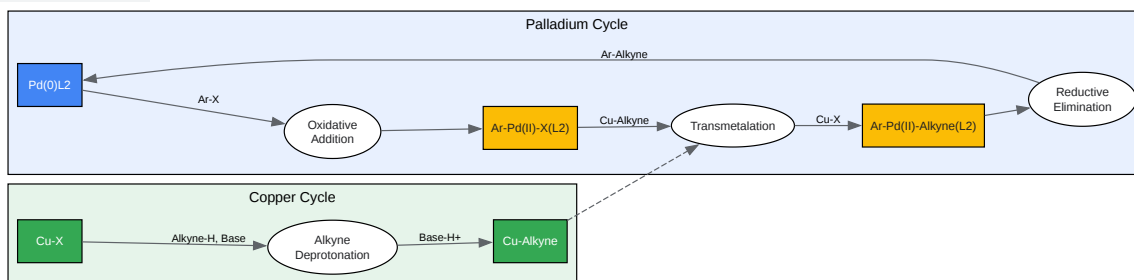 Palladium Cycle
Ar-Alkyne
Pd(0)L2
Ar-X
Oxidative
Addition
Ar-Pd(II)-X(L2)
Cu-Alkyne
Transmetalation
Cu-X
Ar-Pd(II)-Alkyne(L2)
Reductive
Elimination
Copper Cycle
Cu-X
Alkyne-H, Base
Alkyne
Deprotonation
Base-H+
Cu-Alkyne